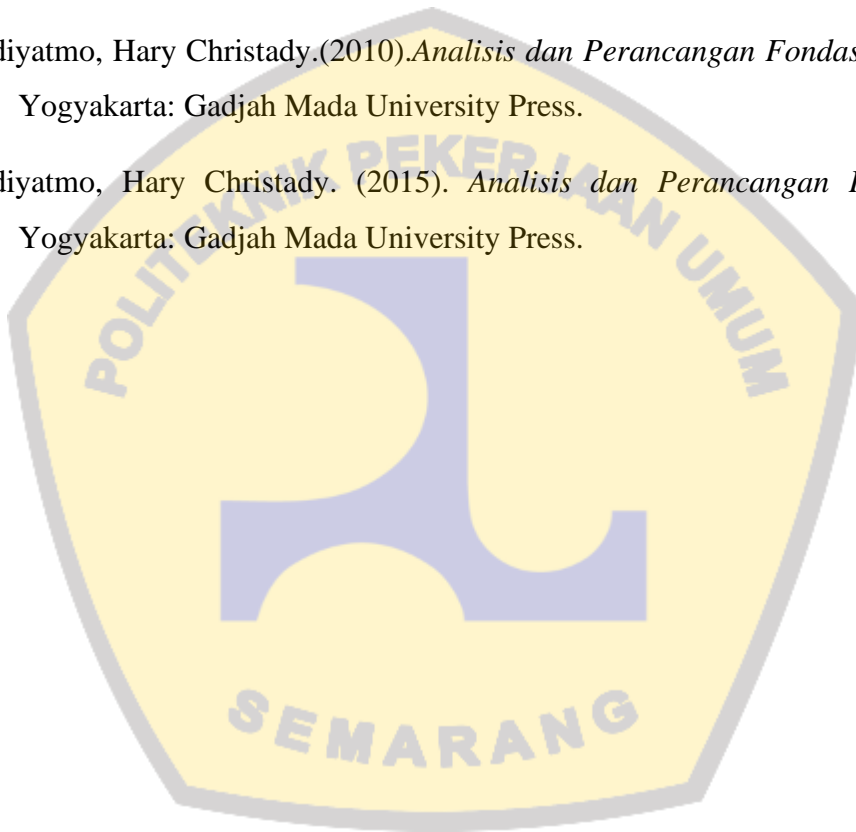 diyatmo, Hary Christady.(2010).Analisis dan Perancangan Fondas
Yogyakarta: Gadjah Mada University Press.
diyatmo, Hary Christady. (2015). Analisis dan Perancangan
Yogyakarta: Gadjah Mada University Press.
POLITEKNIK PEKERJAAN UMUM
SEMARANG